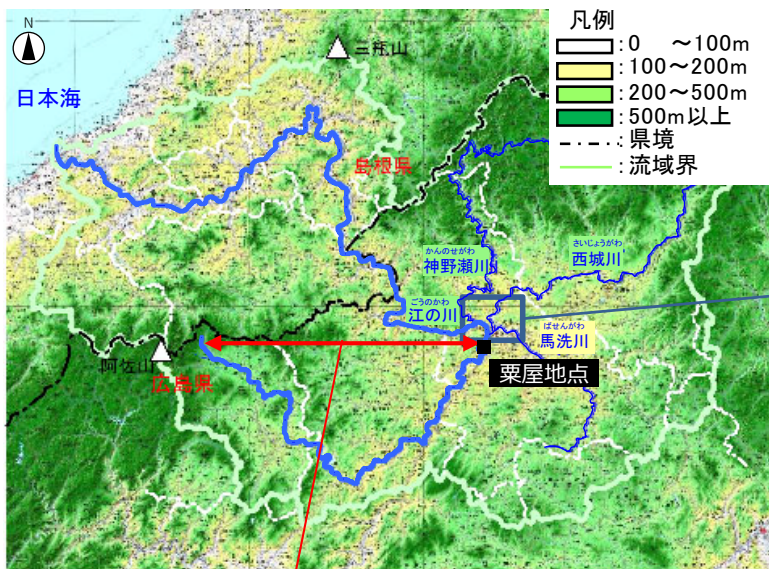 N
凡例
:0 ～100m
:100～200m
:200～500m
:500m以上
:県境
:流域界
三瓶山
日本海
島根県
かんのせがわ
神野瀬川
さいじょうがわ
西城川
ごうのかわ
江の川
ばせんがわ
馬洗川
阿佐山
広島県
粟屋地点